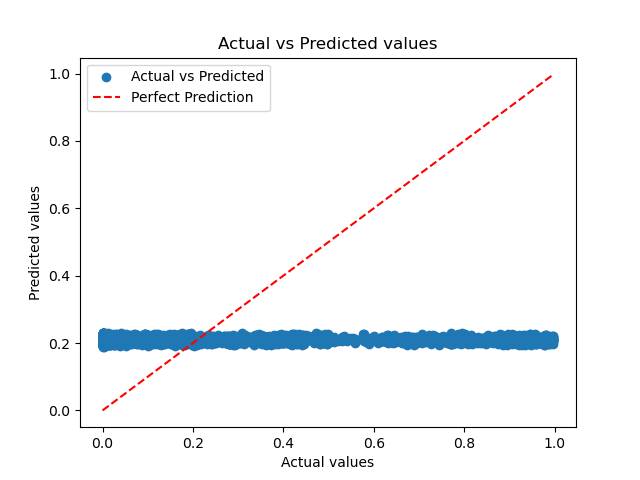 Actual vs Predicted values
Actual vs Predicted
Perfect Prediction
Predicted values
1.0
0.8
0.6
0.4
0.2
0.0
0.0 0.2 0.4 0.6 0.8 1.0
Actual values